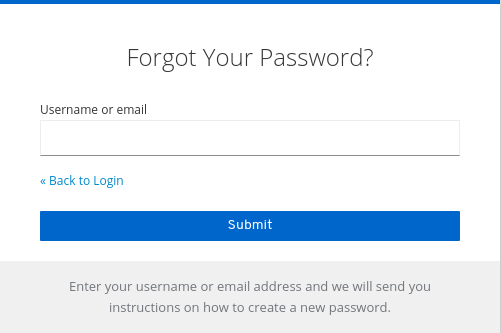 Forgot Your Password?
Username or email
« Back to Login
Submit
Enter your username or email address and we will send you
instructions on how to create a new password.